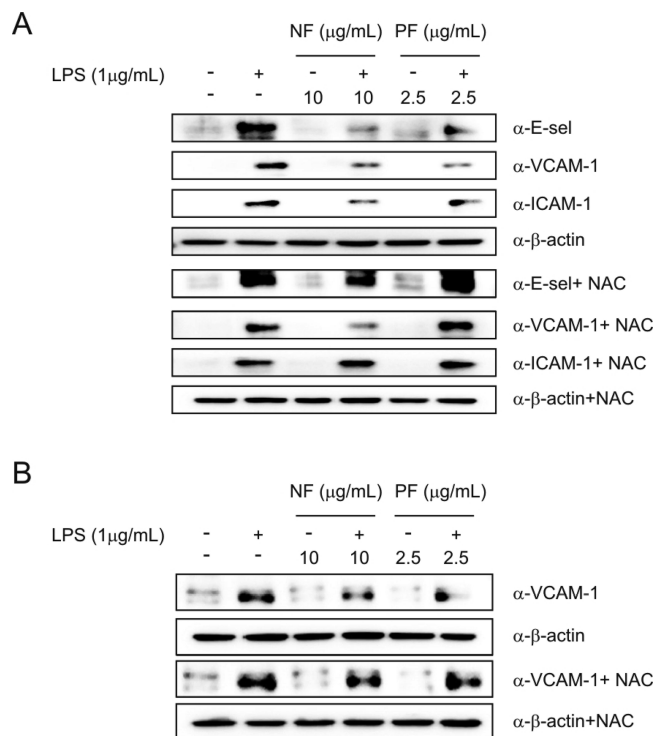 A
NF (μg/mL) PF (μg/mL)
LPS (1μg/mL) - + - + - +
- - 10 10 2.5 2.5
α-E-sel
α-VCAM-1
α-ICAM-1
α-β-actin
α-E-sel+ NAC
α-VCAM-1+ NAC
α-ICAM-1+ NAC
α-β-actin+NAC
B
NF (μg/mL) PF (μg/mL)
LPS (1μg/mL) - + - + - +
- - 10 10 2.5 2.5
α-VCAM-1
α-β-actin
α-VCAM-1+ NAC
α-β-actin+NAC